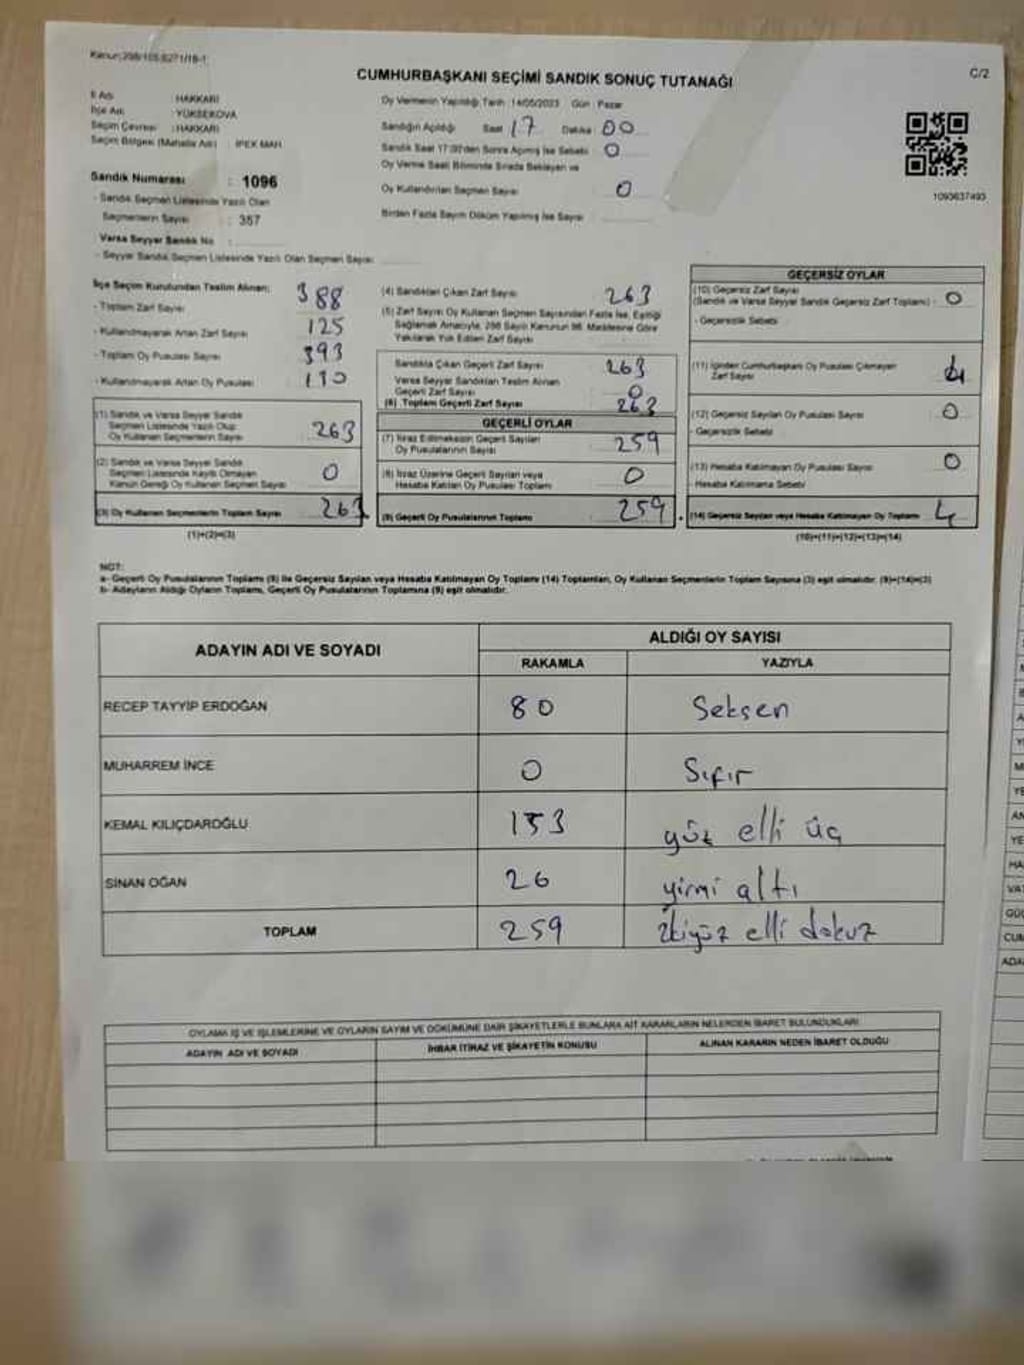 Kanun:298/105,6271/18-1
C/2
CUMHURBAŞKANI SEÇİMİ SANDIK SONUÇ TUTANAĞI
İl Adı : HAKKARİ
İlçe Adı : YÜKSEKOVA
Seçim Çevresi : HAKKARİ
Seçim Bölgesi (Mahalle Adı) : İPEK MAH.
Sandık Numarası : 1096
- Sandık Seçmen Listesinde Yazılı Olan
Seçmenlerin Sayısı : 387
Varsa Seyyar Sandık No :
- Seyyar Sandık Seçmen Listesinde Yazılı Olan Seçmen Sayısı:
Oy Vermenin Yapıldığı Tarih :14/05/2023 Gün : Pazar
Sandığın Açıldığı Saat 17 Dakika 00
Sandık Saat 17:00'den Sonra Açılmış İse Sebebi 0
Oy Verme Saati Bitiminde Sırada Bekleyen ve
Oy Kullandırılan Seçmen Sayısı 0
Birden Fazla Sayım Döküm Yapılmış İse Sayısı
1093637493
İlçe Seçim Kurulundan Teslim Alınan;
- Toplam Zarf Sayısı 388
- Kullanılmayarak Artan Zarf Sayısı 125
- Toplam Oy Pusulası Sayısı 393
- Kullanılmayarak Artan Oy Pusulası 130
(1) Sandık ve Varsa Seyyar Sandık
Seçmen Listesinde Yazılı Olup
Oy Kullanan Seçmenlerin Sayısı 263
(2) Sandık ve Varsa Seyyar Sandık
Seçmen Listesinde Kayıtlı Olmayan
Kanun Gereği Oy Kullanan Seçmen Sayısı 0
(3) Oy Kullanan Seçmenlerin Toplam Sayısı 263
(1)+(2)=(3)
(4) Sandıktan Çıkan Zarf Sayısı 263
(5) Zarf Sayısı Oy Kullanan Seçmen Sayısından Fazla İse, Eşitliği
Sağlamak Amacıyla, 298 Sayılı Kanunun 98. Maddesine Göre
Yakılarak Yok Edilen Zarf Sayısı
Sandıkta Çıkan Geçerli Zarf Sayısı 263
Varsa Seyyar Sandıktan Teslim Alınan
Geçerli Zarf Sayısı 0
(6) Toplam Geçerli Zarf Sayısı 263
GEÇERLİ OYLAR
(7) İtiraz Edilmeksizin Geçerli Sayılan
Oy Pusulalarının Sayısı 259
(8) İtiraz Üzerine Geçerli Sayılan veya
Hesaba Katılan Oy Pusulası Toplamı 0
(9) Geçerli Oy Pusulalarının Toplamı 259
GEÇERSİZ OYLAR
(10) Geçersiz Zarf Sayısı
(Sandık ve Varsa Seyyar Sandık Geçersiz Zarf Toplamı) : 0
- Geçersizlik Sebebi :
(11) İçinden Cumhurbaşkanı Oy Pusulası Çıkmayan
Zarf Sayısı 4
(12) Geçersiz Sayılan Oy Pusulası Sayısı 0
- Geçersizlik Sebebi
(13) Hesaba Katılmayan Oy Pusulası Sayısı 0
- Hesaba Katılmama Sebebi
(14) Geçersiz Sayılan veya Hesaba Katılmayan Oy Toplamı 4
(10)+(11)+(12)+(13)=(14)
NOT:
a- Geçerli Oy Pusulalarının Toplamı (9) ile Geçersiz Sayılan veya Hesaba Katılmayan Oy Toplamı (14) Toplamları, Oy Kullanan Seçmenlerin Toplam Sayısına (3) eşit olmalıdır. (9)+(14)=(3)
b- Adayların Aldığı Oyların Toplamı, Geçerli Oy Pusulalarının Toplamına (9) eşit olmalıdır.
ADAYIN ADI VE SOYADI
ALDIĞI OY SAYISI
RAKAMLA YAZIYLA
RECEP TAYYİP ERDOĞAN 80 Seksen
MUHARREM İNCE 0 Sıfır
KEMAL KILIÇDAROĞLU 153 yüz elli üç
SİNAN OĞAN 26 yirmi altı
TOPLAM 259 ikiyüz elli dokuz
OYLAMA İŞ VE İŞLEMLERİNE VE OYLARIN SAYIM VE DÖKÜMÜNE DAİR ŞİKAYETLERLE BUNLARA AİT KARARLARIN NELERDEN İBARET BULUNDUKLARI
ADAYIN ADI VE SOYADI İHBAR İTİRAZ VE ŞİKAYETİN KONUSU ALINAN KARARIN NEDEN İBARET OLDUĞU